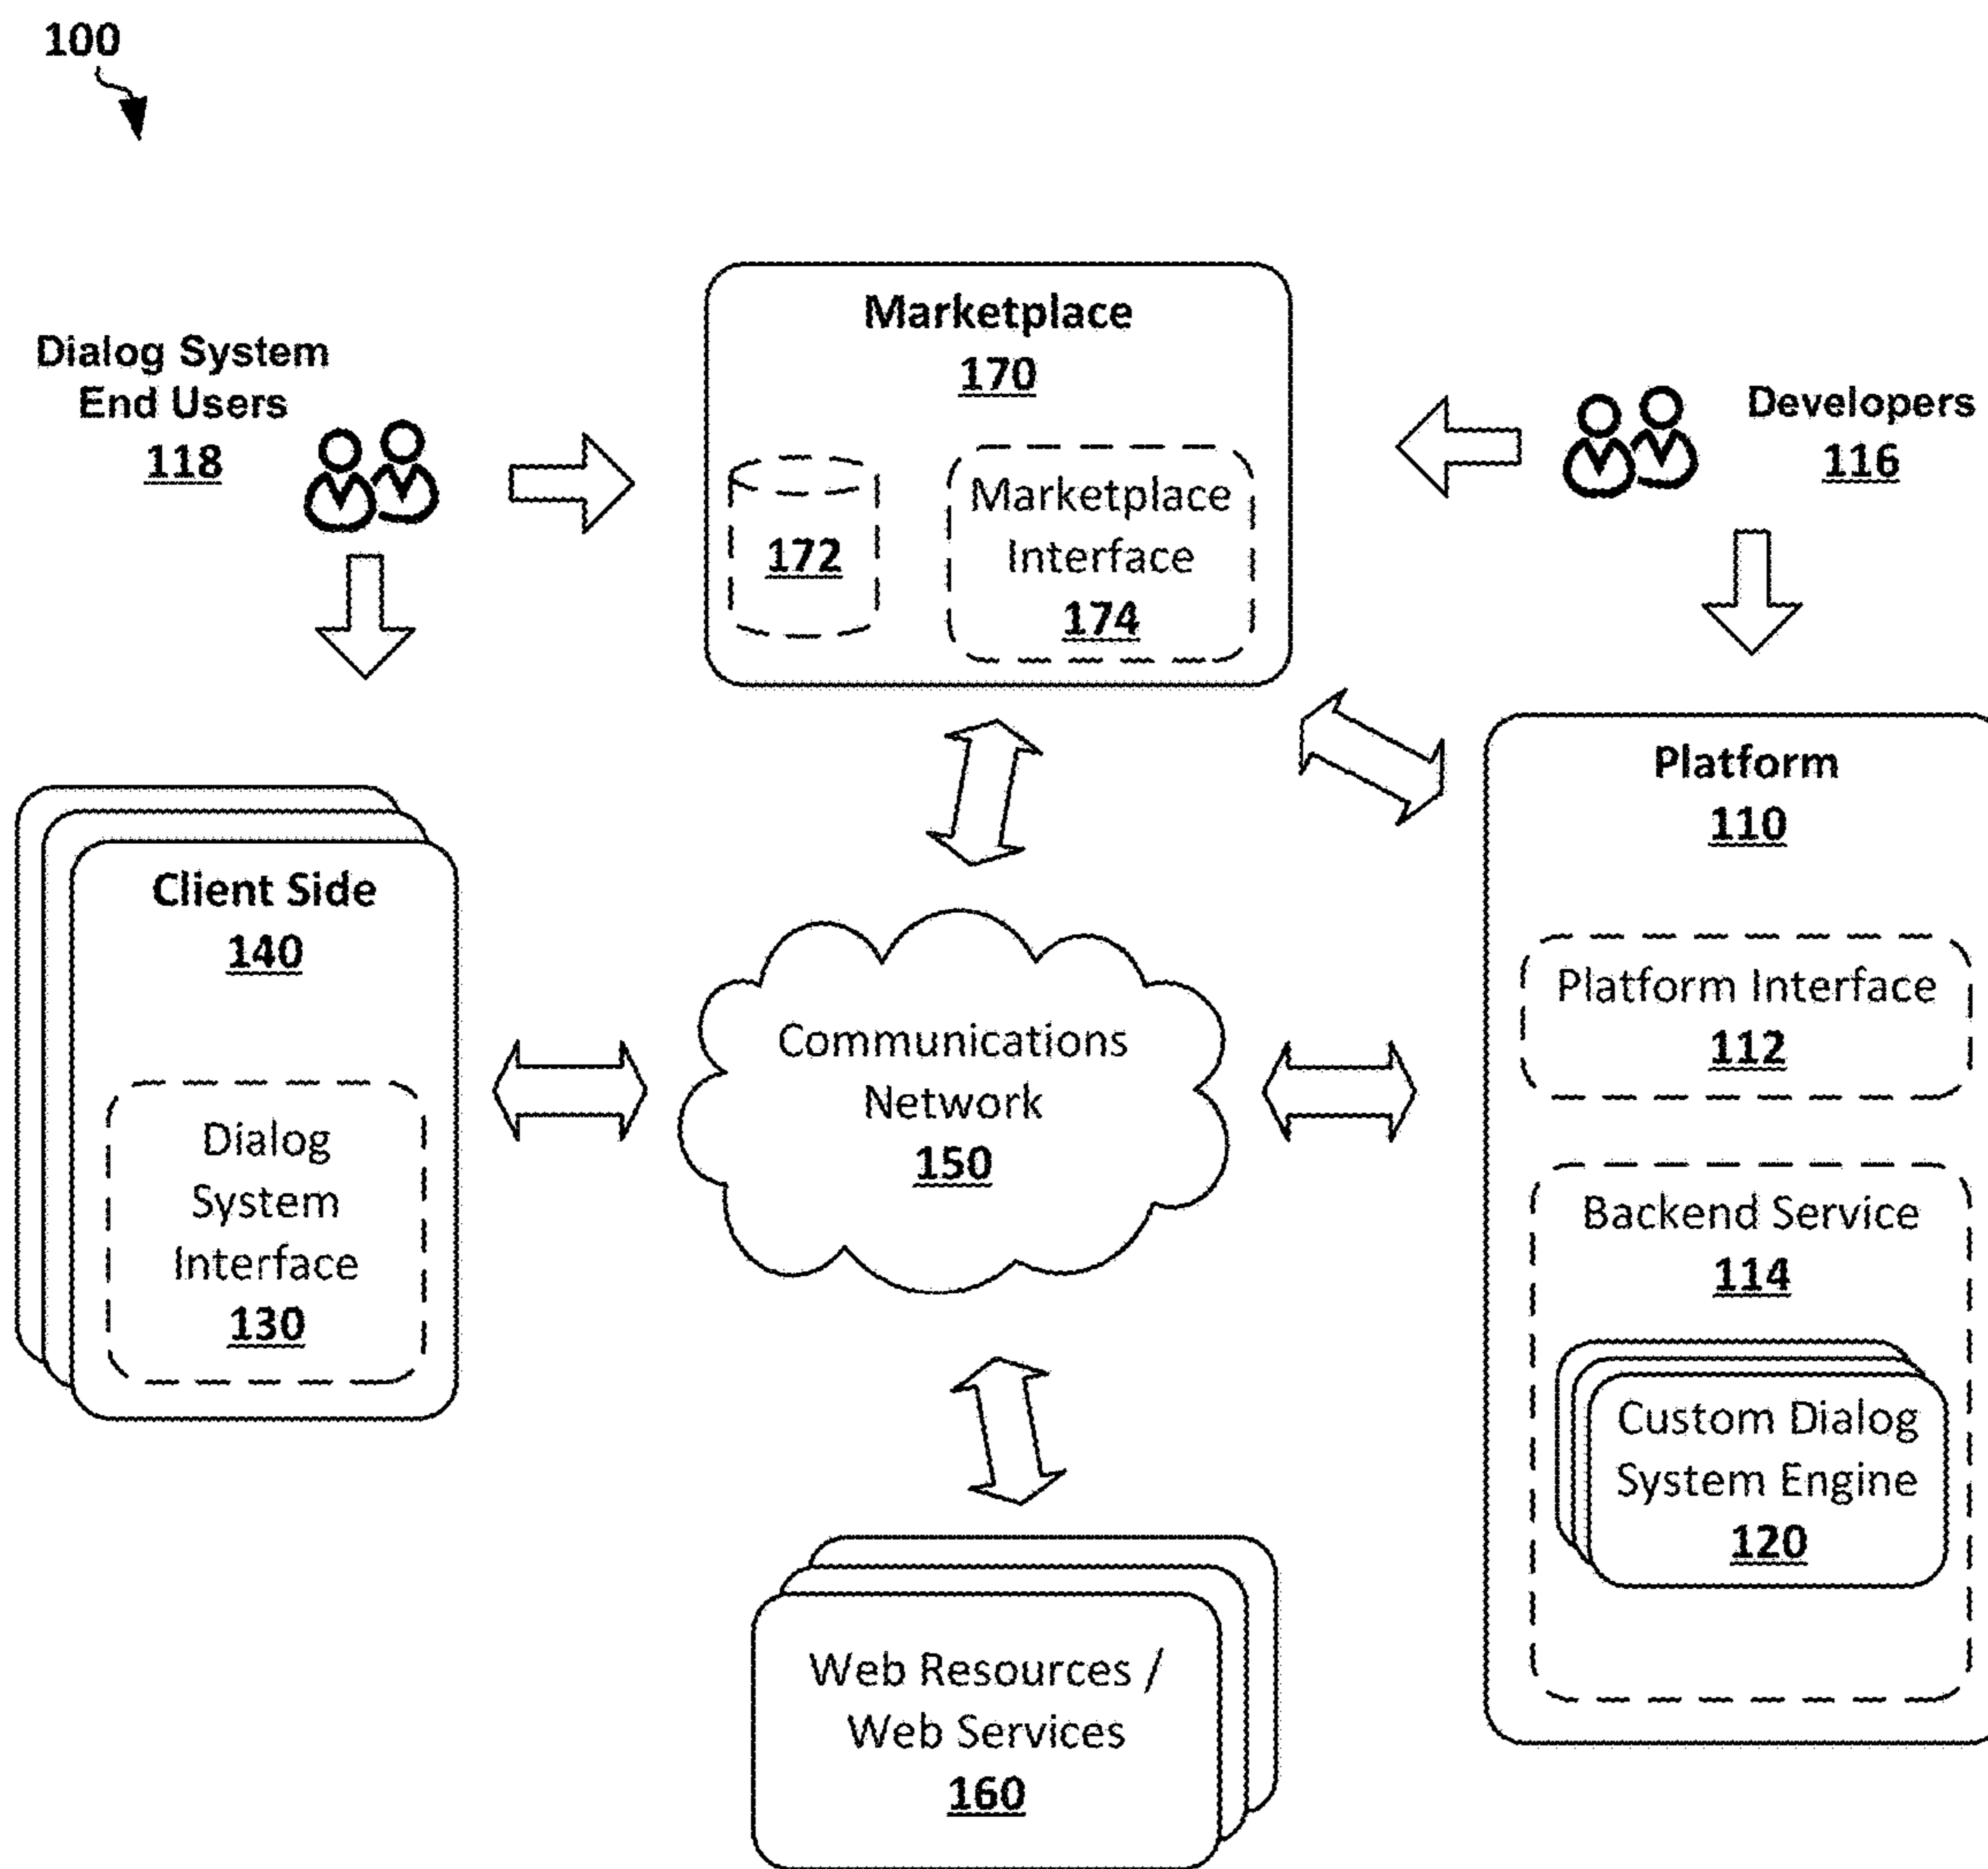 100
Marketplace
170
172
Marketplace
Interface
174
Dialog System
End Users
118
Developers
116
Client Side
140
Dialog
System
Interface
130
Communications
Network
150
Platform
110
Platform Interface
112
Backend Service
114
Custom Dialog
System Engine
120
Web Resources /
Web Services
160